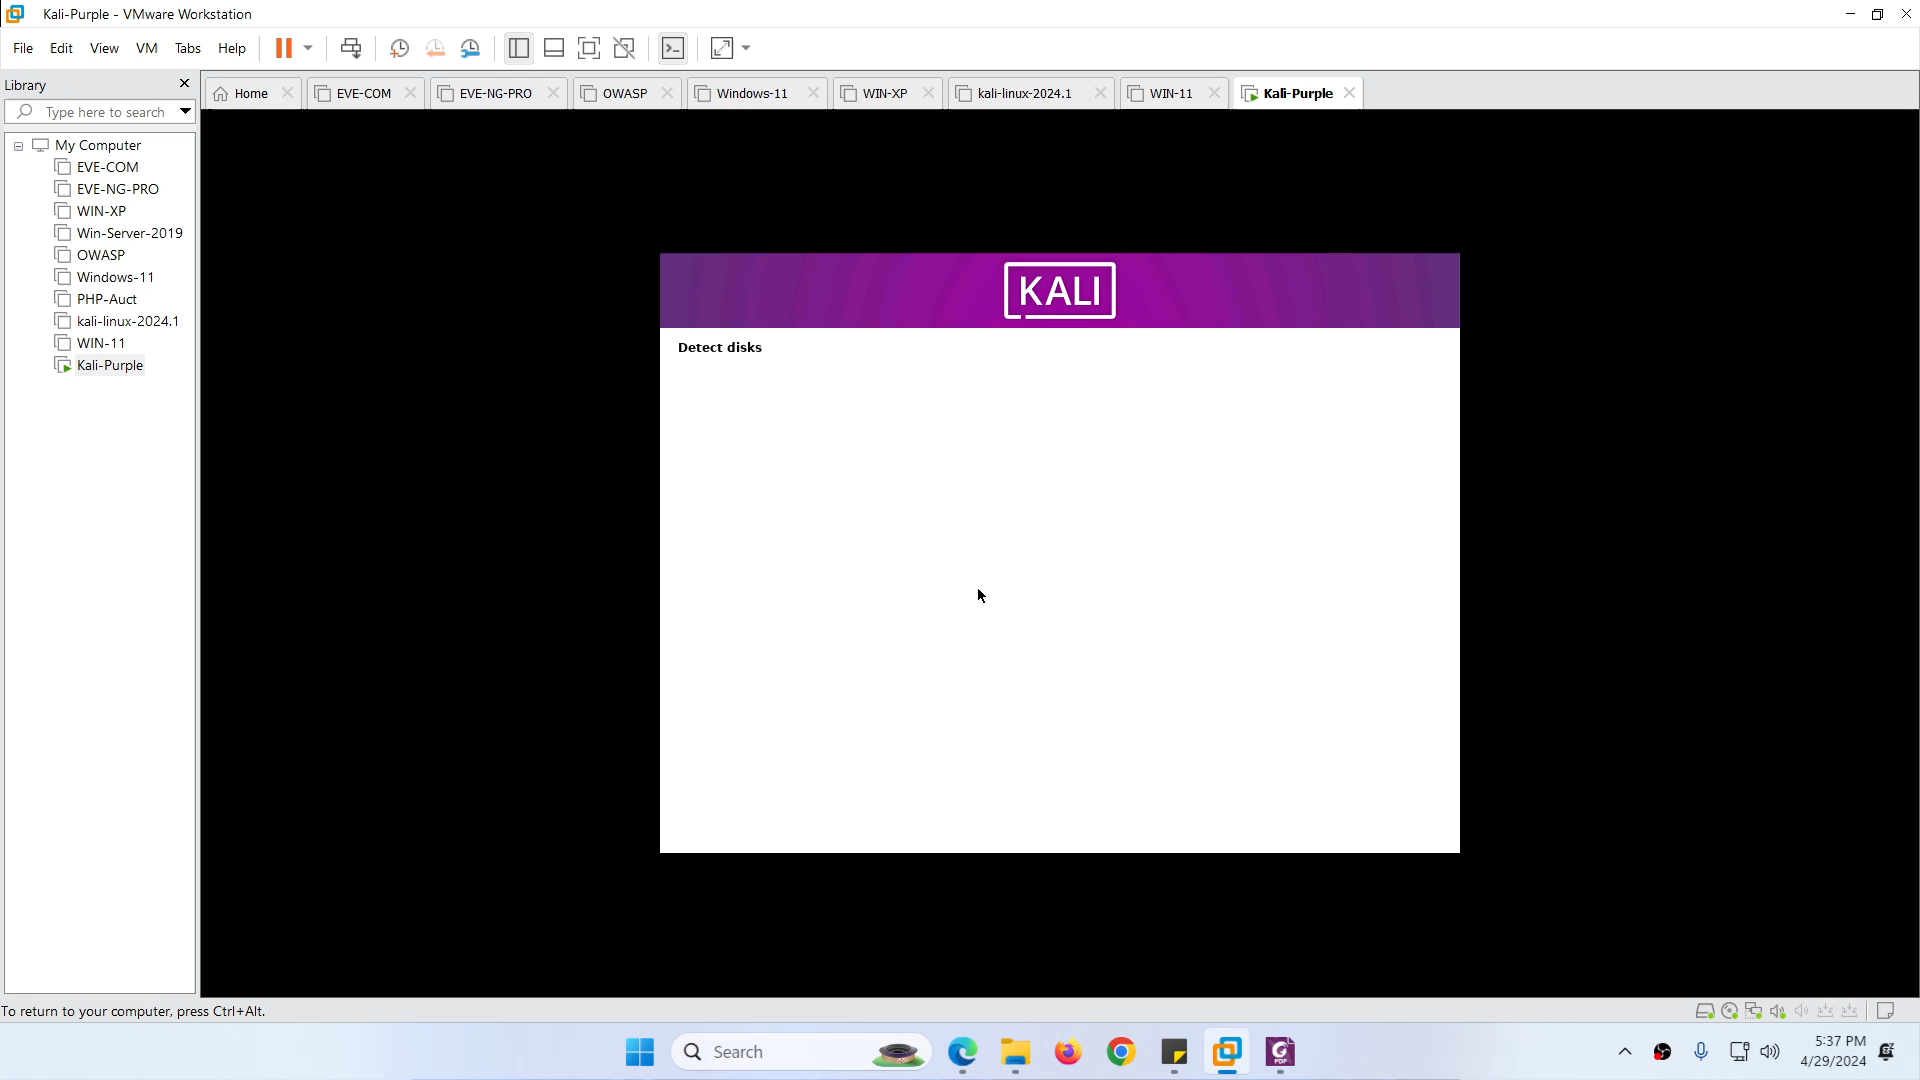 Kali-Purple - VMware Workstation
File Edit View VM Tabs Help
Library
Type here to search
Home
EVE-COM
EVE-NG-PRO
OWASP
Windows-11
WIN-XP
kali-linux-2024.1
WIN-11
Kali-Purple
My Computer
EVE-COM
EVE-NG-PRO
WIN-XP
Win-Server-2019
OWASP
Windows-11
PHP-Auct
kali-linux-2024.1
WIN-11
Kali-Purple
KALI
Detect disks
To return to your computer, press Ctrl+Alt.
Search
PDF
5:37 PM
4/29/2024